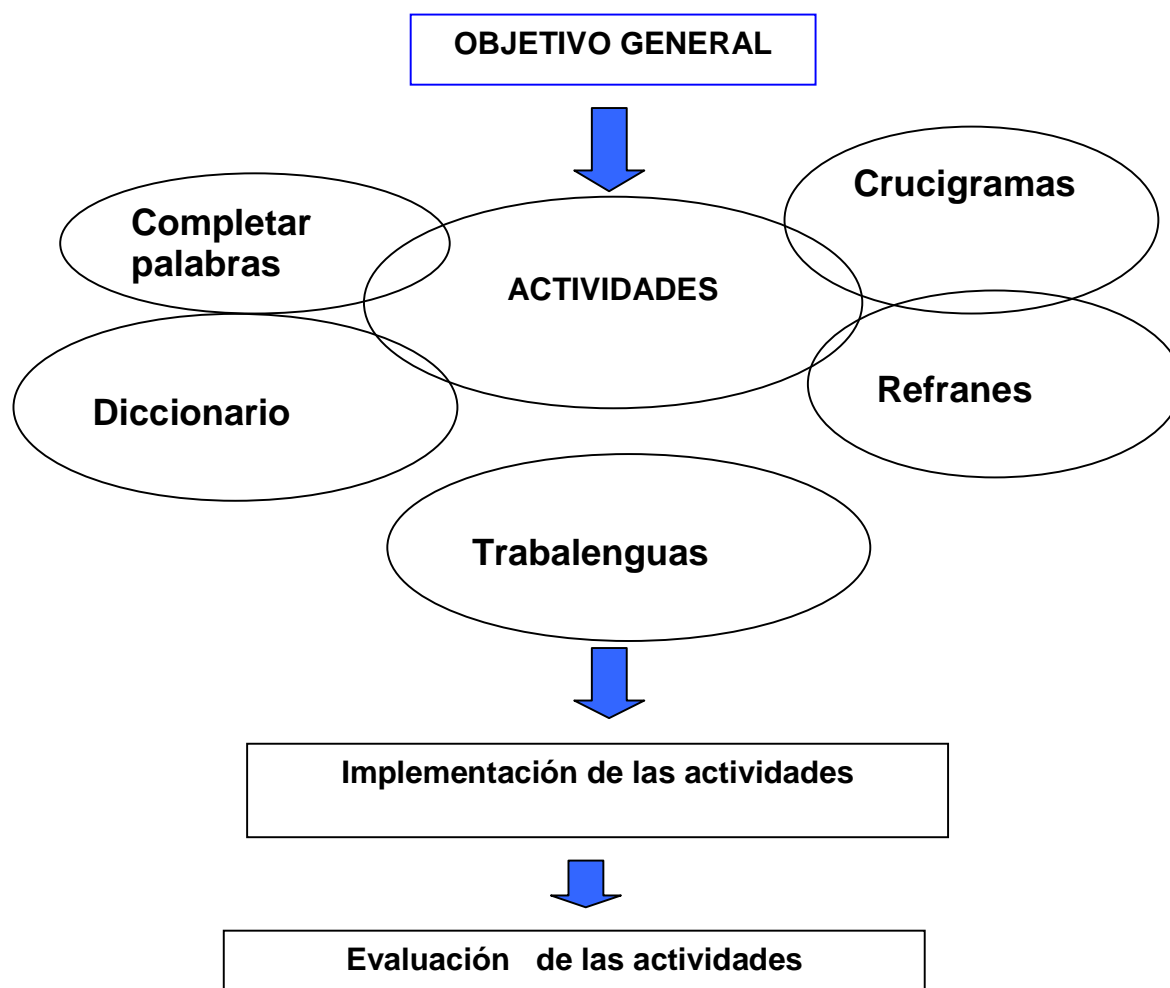 OBJETIVO GENERAL
Crucigramas
Completar
palabras
ACTIVIDADES
Refranes
Diccionario
Trabalenguas
Implementación de las actividades
Evaluación de las actividades